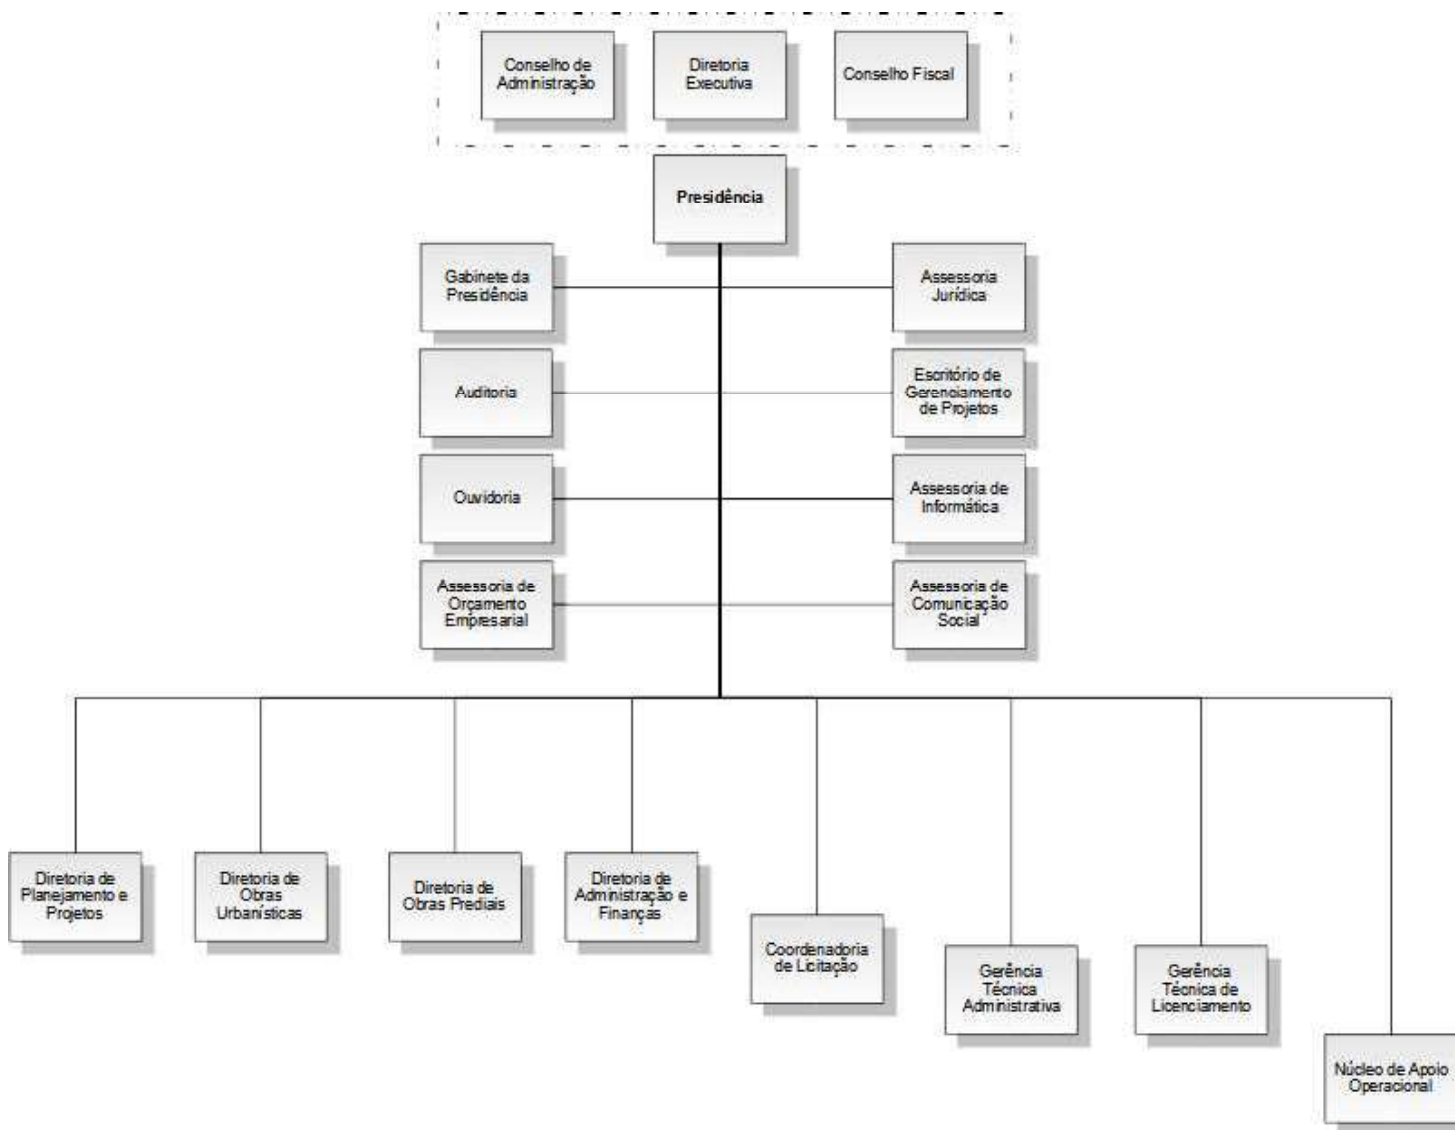 Conselho de
Administração
Diretoria
Executiva
Conselho Fiscal
Presidência
Gabinete da
Presidência
Assessoria
Jurídica
Auditoria
Escritório de
Gerenciamento
de Projetos
Ouvidoria
Assessoria de
Informática
Assessoria de
Orçamento
Empresarial
Assessoria de
Comunicação
Social
Diretoria de
Planejamento e
Projetos
Diretoria de
Obras
Urbanísticas
Diretoria de
Obras Prediais
Diretoria de
Administração e
Finanças
Coordenadoria
de Licitação
Gerência
Técnica
Administrativa
Gerência
Técnica de
Licenciamento
Núcleo de Apoio
Operacional